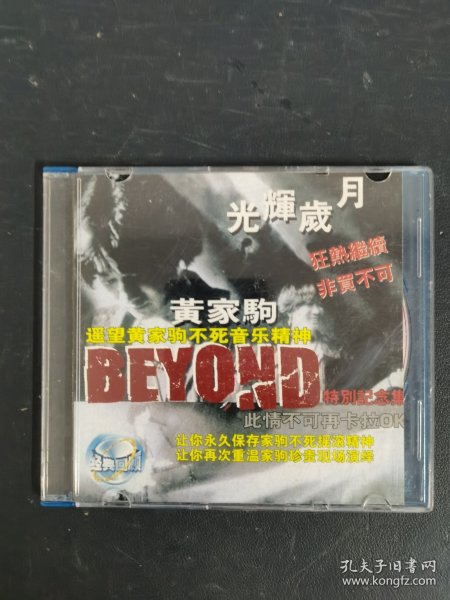 光輝歲月
狂熱繼續
非買不可
黃家駒
遥望黄家驹不死音乐精神
BEYOND
特別記念集
此情不可再卡拉OK
让你永久保存家驹不死摇滚精神
让你再次重温家驹珍贵现场演绎
经典回顾
孔夫子旧书网
www.kongfz.com